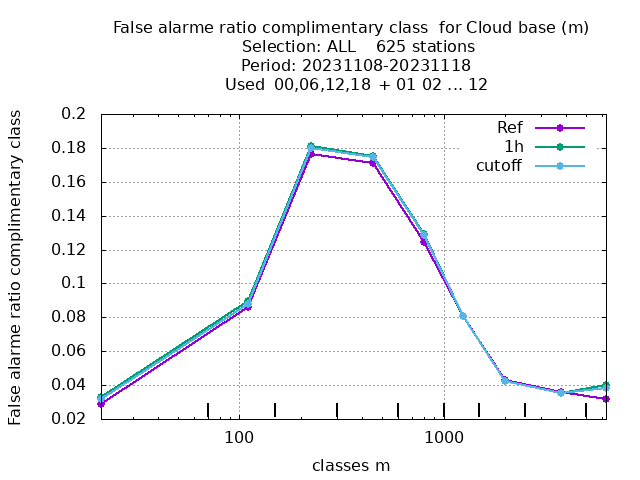 False alarme ratio complimentary class  for Cloud base (m)
Selection: ALL    625 stations
Period: 20231108-20231118
Used  00,06,12,18  + 01 02 ... 12
False alarme ratio complimentary class
0.2
0.18
0.16
0.14
0.12
0.1
0.08
0.06
0.04
0.02
Ref
1h
cutoff
100
1000
classes m